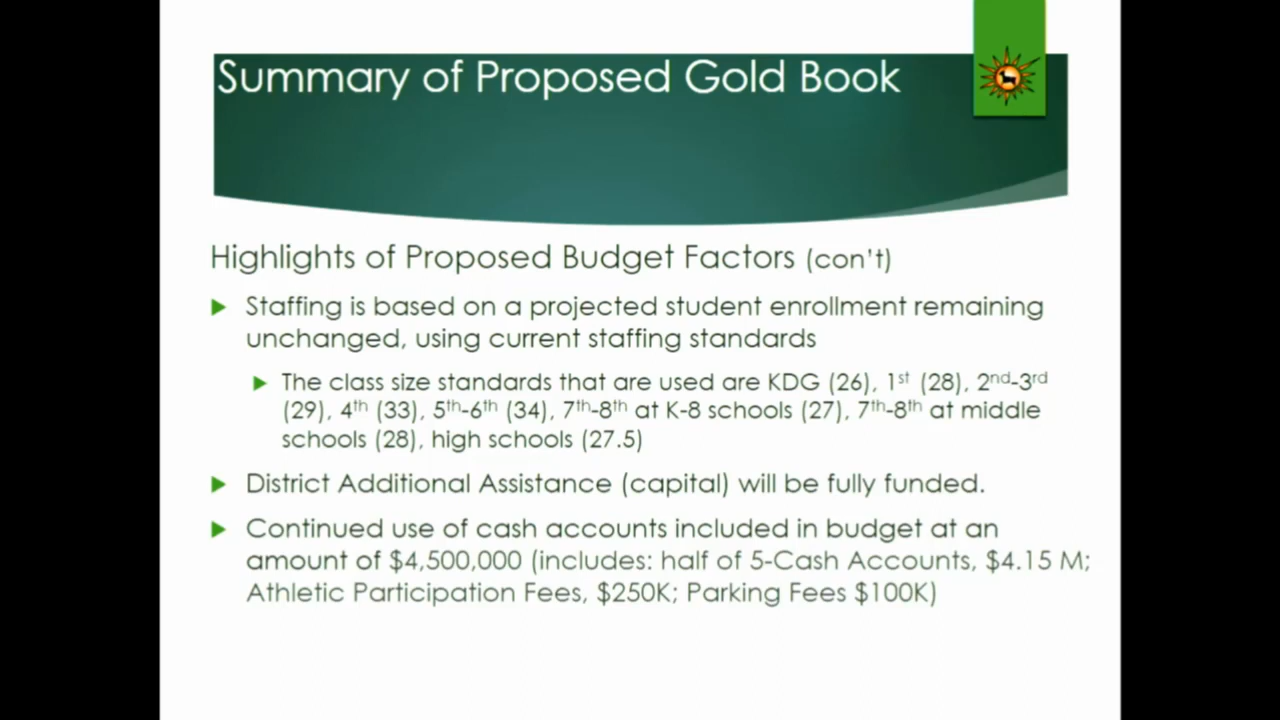 Summary of Proposed Gold Book
Highlights of Proposed Budget Factors (con't)
Staffing is based on a projected student enrollment remaining
unchanged, using current staffing standards
The class size standards that are used are KDG (26), 1st (28), 2nd-3rd
(29), 4th (33), 5th-6th (34), 7th-8th at K-8 schools (27), 7th-8th at middle
schools (28), high schools (27.5)
District Additional Assistance (capital) will be fully funded.
Continued use of cash accounts included in budget at an
amount of $4,500,000 (includes: half of 5-Cash Accounts, $4.15 M;
Athletic Participation Fees, $250K; Parking Fees $100K)